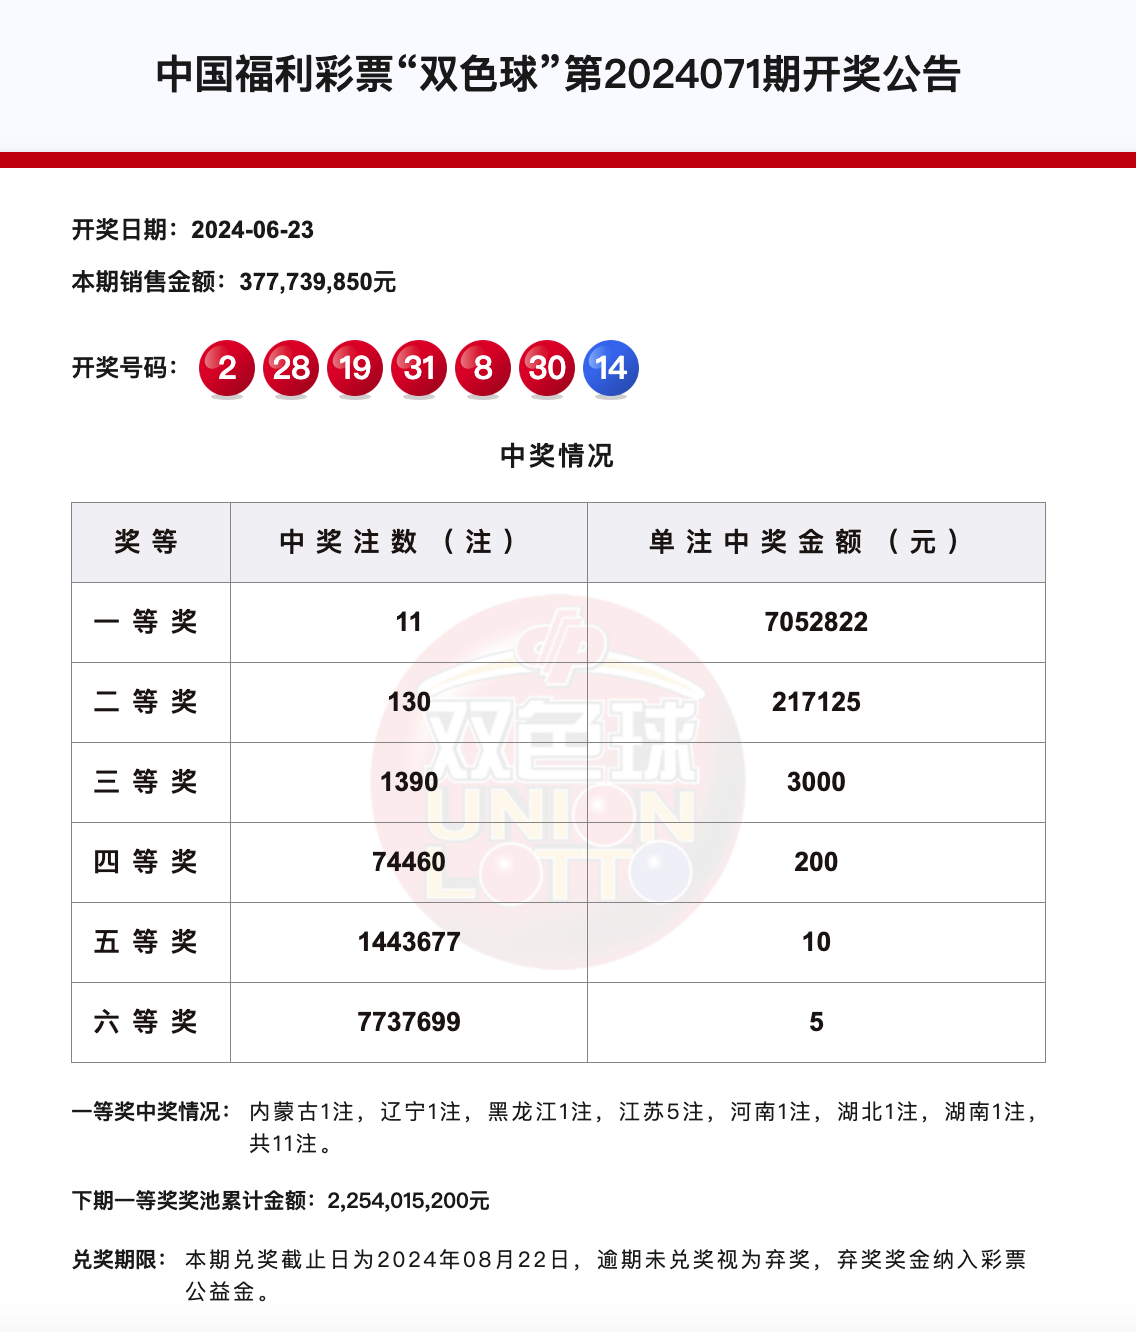 中国福利彩票“双色球”第2024071期开奖公告
开奖日期：2024-06-23
本期销售金额：377,739,850元
开奖号码： 2 28 19 31 8 30 14
中奖情况
奖等 中奖注数（注） 单注中奖金额（元）
一等奖 11 7052822
二等奖 130 217125
三等奖 1390 3000
四等奖 74460 200
五等奖 1443677 10
六等奖 7737699 5
双色球
UNION
LOTTO
一等奖中奖情况： 内蒙古1注，辽宁1注，黑龙江1注，江苏5注，河南1注，湖北1注，湖南1注，
共11注。
下期一等奖奖池累计金额：2,254,015,200元
兑奖期限： 本期兑奖截止日为2024年08月22日，逾期未兑奖视为弃奖，弃奖奖金纳入彩票
公益金。